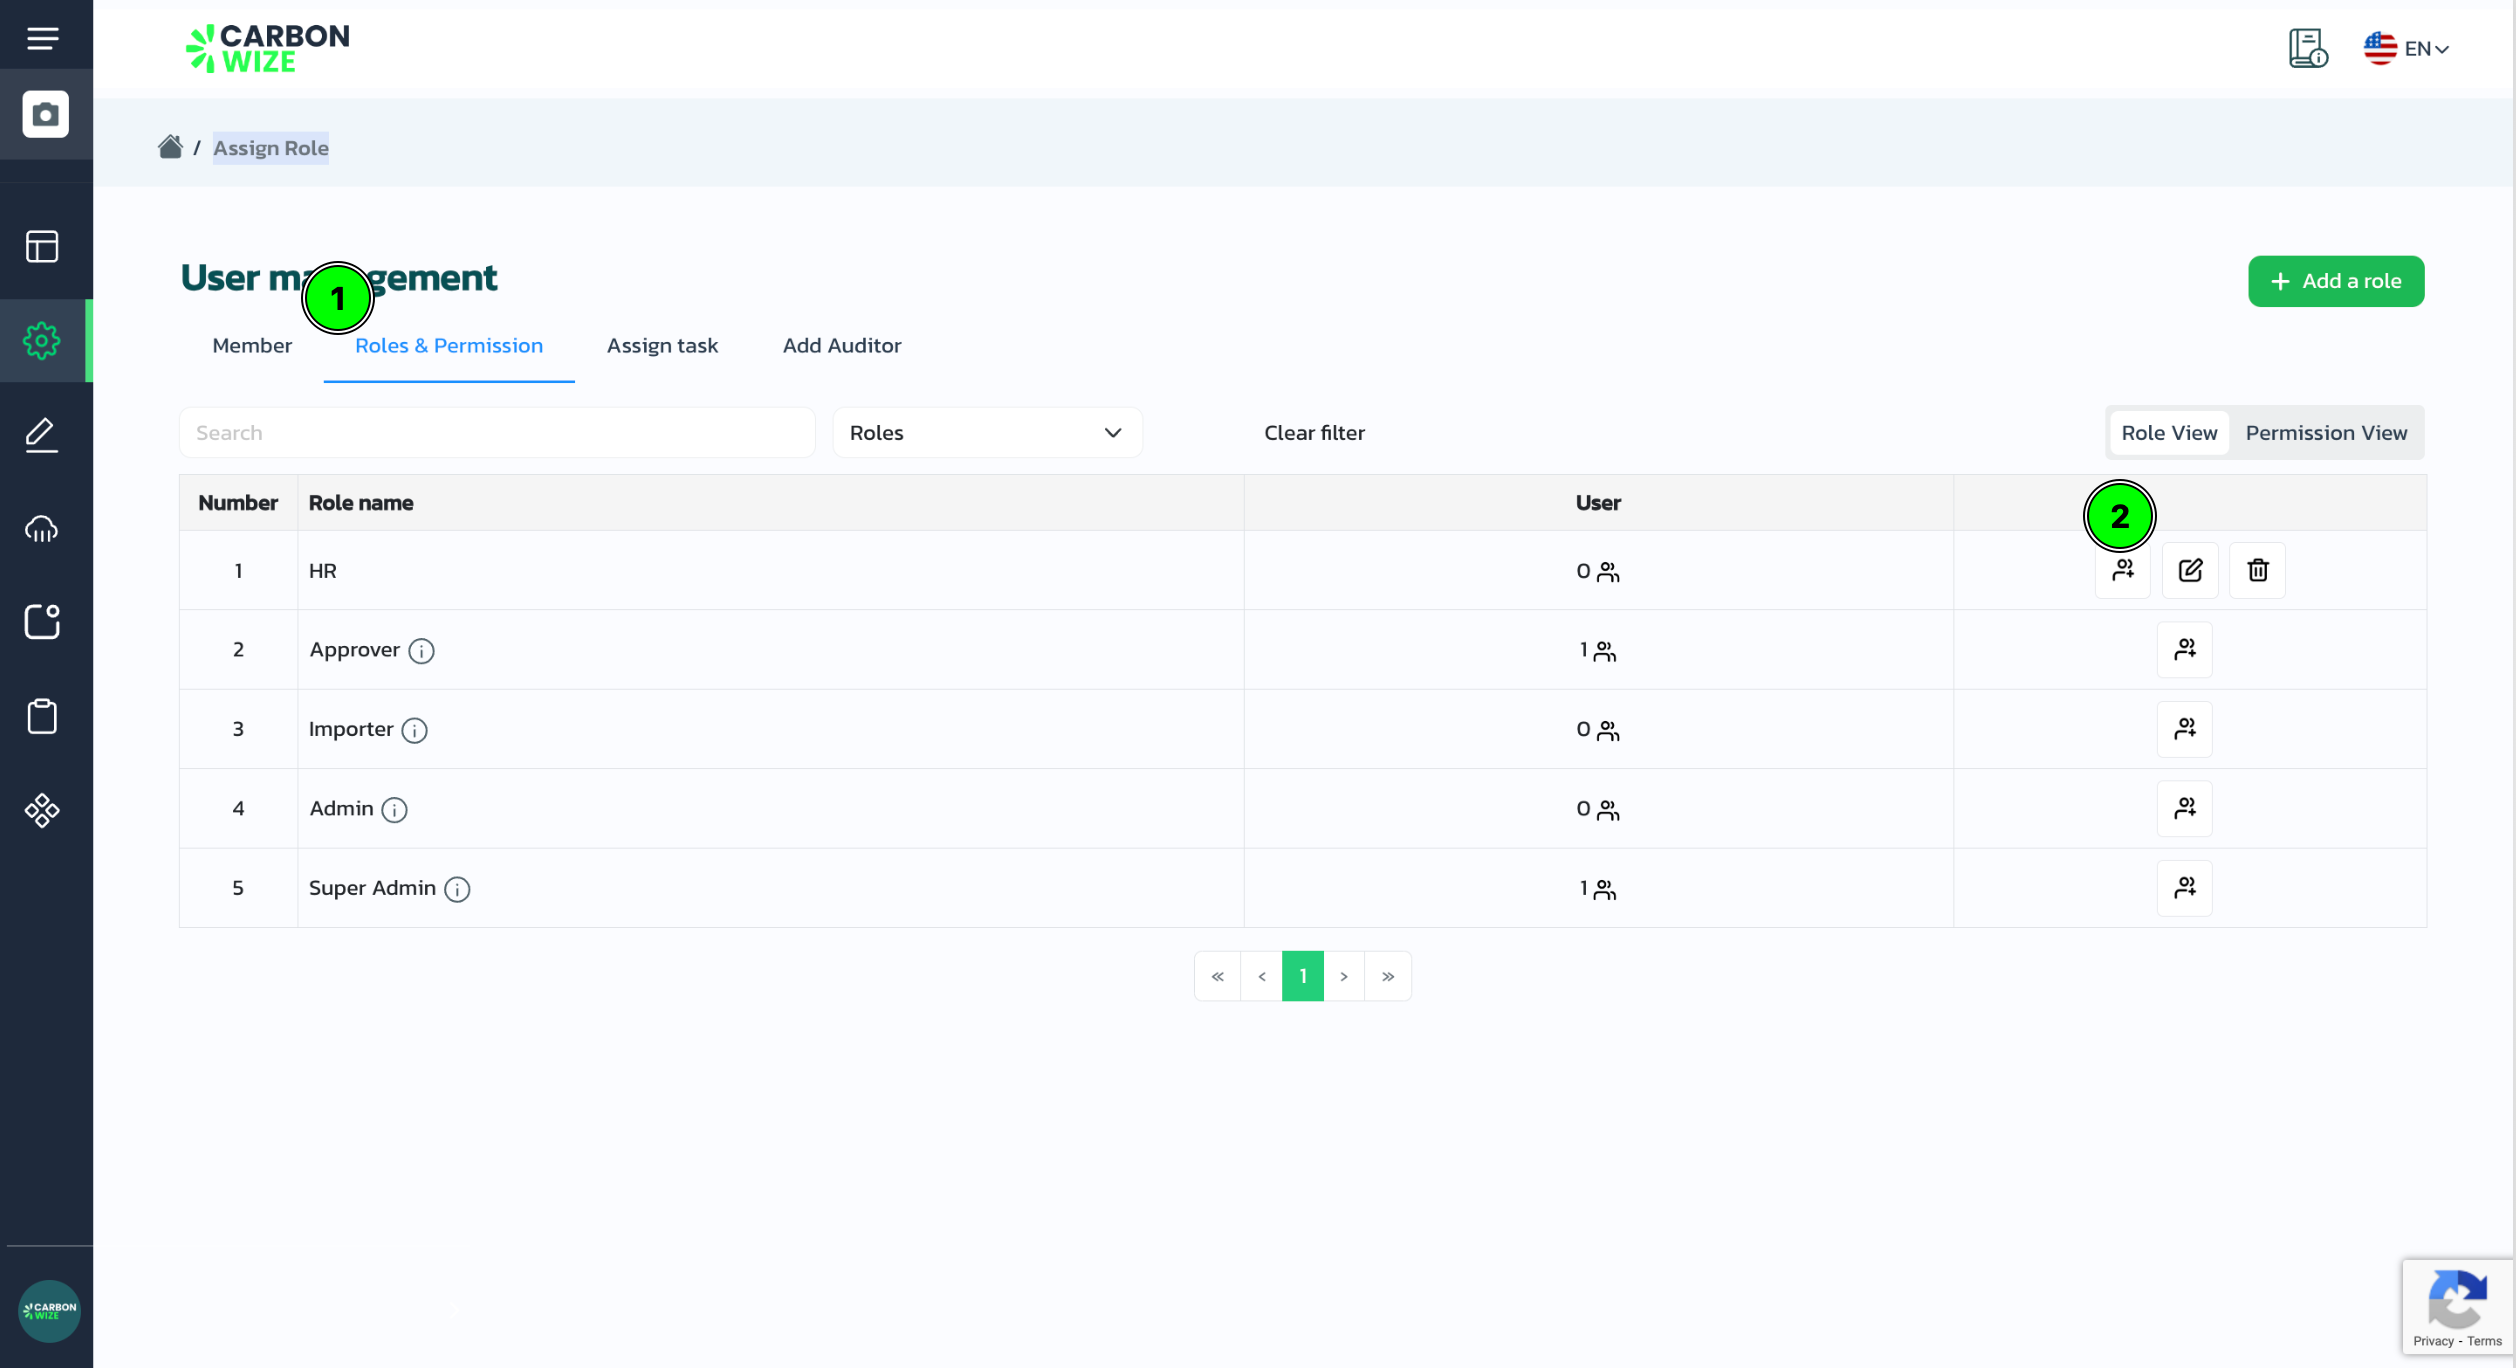 CARBON
WIZE
EN
/ Assign Role
User management
1
+ Add a role
Member
Roles & Permission
Assign task
Add Auditor
Search
Roles
Clear filter
Role View
Permission View
Number
Role name
User
2
1
HR
0
2
Approver
1
3
Importer
0
4
Admin
0
5
Super Admin
1
« < 1 > »
CARBON
WIZE
Privacy - Terms